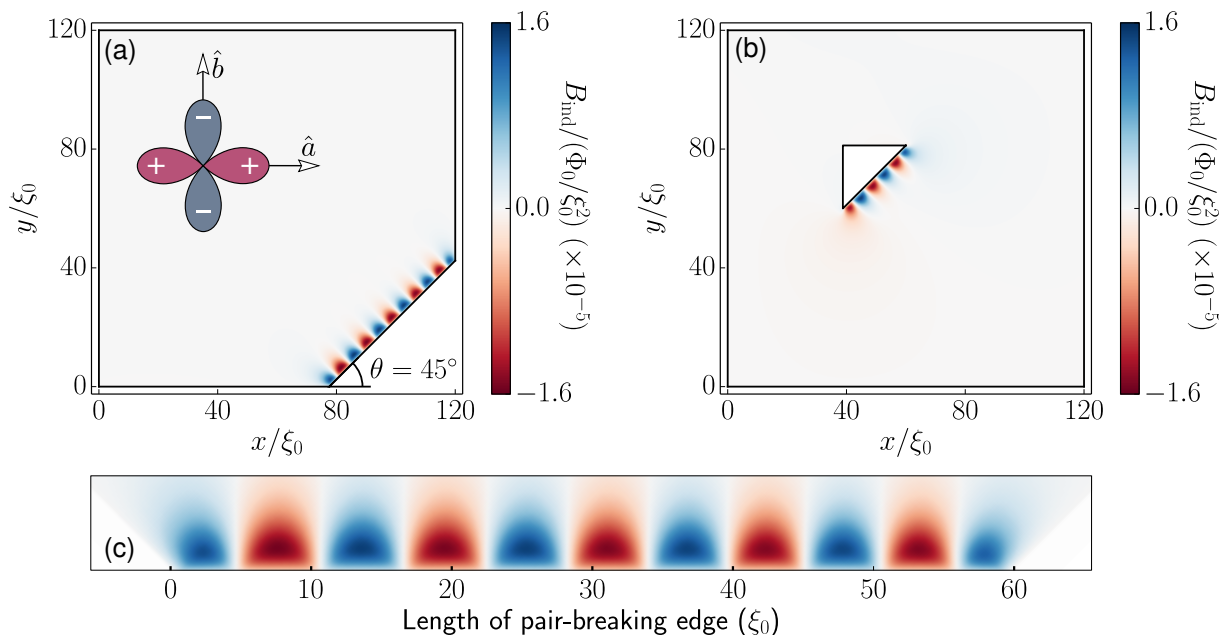 (a)
120
80
40
0
y/ξ₀
b̂
â
+ +
−
−
θ = 45°
0 40 80 120
x/ξ₀
1.6
0.0
−1.6
B_ind/(Φ₀/ξ₀²) (×10⁻⁵)
(b)
120
80
40
0
y/ξ₀
0 40 80 120
x/ξ₀
1.6
0.0
−1.6
B_ind/(Φ₀/ξ₀²) (×10⁻⁵)
(c)
0 10 20 30 40 50 60
Length of pair-breaking edge (ξ₀)